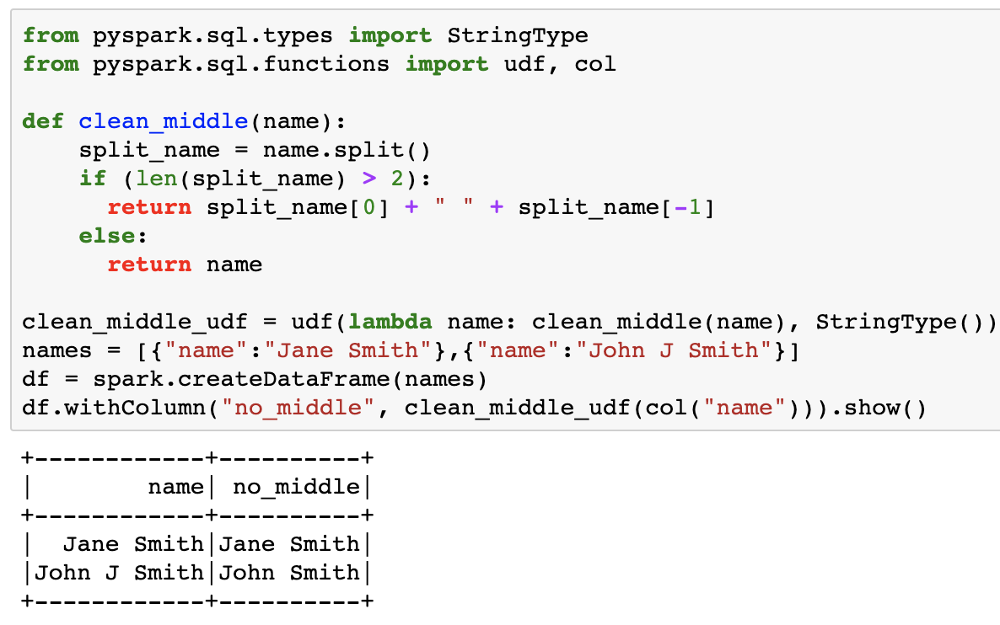 from pyspark.sql.types import StringType
from pyspark.sql.functions import udf, col

def clean_middle(name):
    split_name = name.split()
    if (len(split_name) > 2):
      return split_name[0] + " " + split_name[-1]
    else:
      return name

clean_middle_udf = udf(lambda name: clean_middle(name), StringType())
names = [{"name":"Jane Smith"},{"name":"John J Smith"}]
df = spark.createDataFrame(names)
df.withColumn("no_middle", clean_middle_udf(col("name"))).show()
+------------+----------+
|        name| no_middle|
+------------+----------+
|  Jane Smith|Jane Smith|
|John J Smith|John Smith|
+------------+----------+